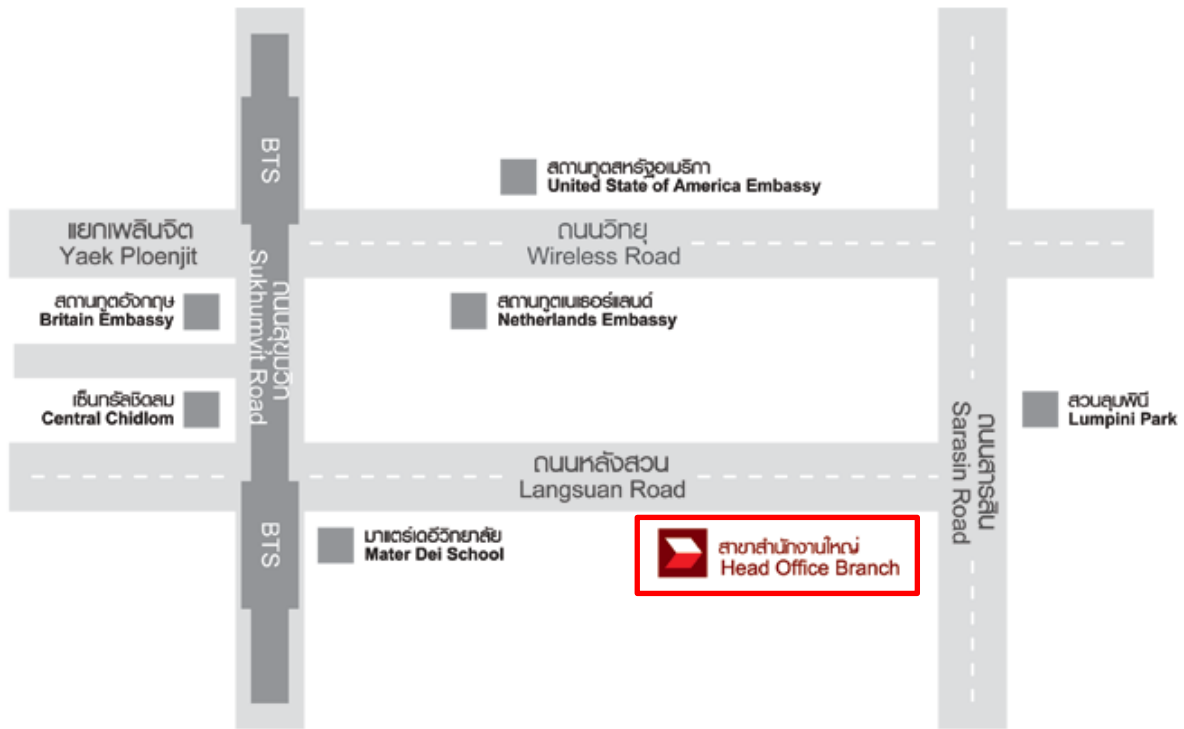 BTS
สถานทูตสหรัฐอเมริกา
United State of America Embassy
แยกเพลินจิต
Yaek Ploenjit
ถนนวิทยุ
Wireless Road
สถานทูตอังกฤษ
Britain Embassy
ถนนสุขุมวิท
Sukhumvit Road
สถานทูตเนเธอร์แลนด์
Netherlands Embassy
เซ็นทรัลชิดลม
Central Chidlom
ถนนสารสิน
Sarasin Road
สวนลุมพินี
Lumpini Park
ถนนหลังสวน
Langsuan Road
BTS
มาแตร์เดอีวิทยาลัย
Mater Dei School
สาขาสำนักงานใหญ่
Head Office Branch